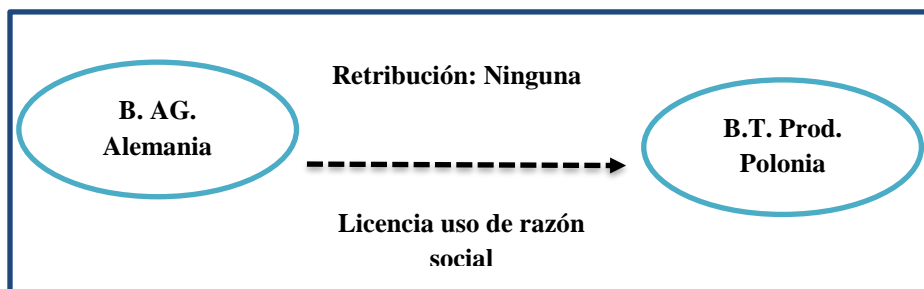 Retribución: Ninguna
B. AG.
Alemania
B.T. Prod.
Polonia
Licencia uso de razón
social